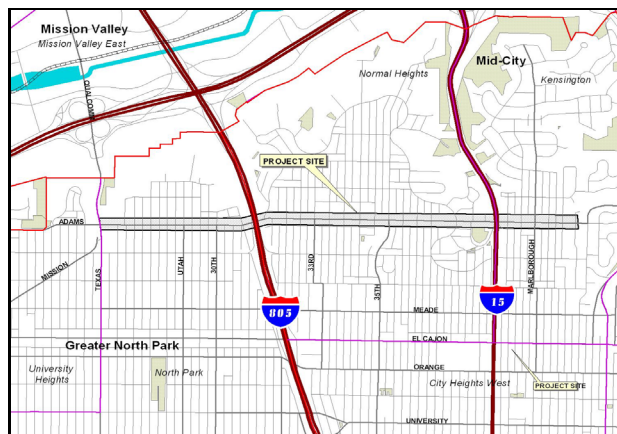 Mission Valley
Mission Valley East
Mid-City
Normal Heights
Kensington
QUALCOMM
PROJECT SITE
ADAMS
MISSION
TEXAS
UTAH
30TH
33RD
35TH
MARLBOROUGH
805
15
MEADE
EL CAJON
Greater North Park
University
Heights
North Park
ORANGE
City Heights West
PROJECT SITE
UNIVERSITY